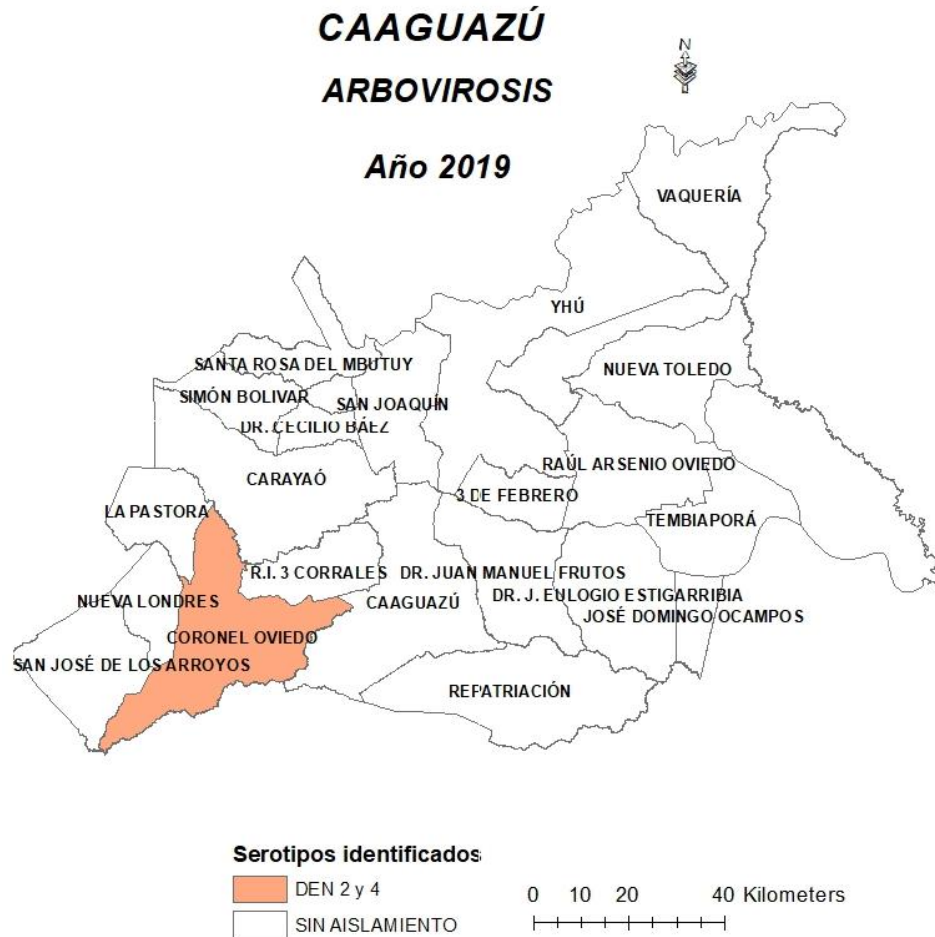 CAAGUAZÚ
ARBOVIROSIS
Año 2019
N
VAQUERÍA
YHÚ
SANTA ROSA DEL MBUTUY
NUEVA TOLEDO
SIMÓN BOLIVAR
SAN JOAQUÍN
DR. CECILIO BÁEZ
RAÚL ARSENIO OVIEDO
CARAYAÓ
3 DE FEBRERO
LA PASTORA
TEMBIAPORÁ
R.I. 3 CORRALES
DR. JUAN MANUEL FRUTOS
NUEVA LONDRES
CAAGUAZÚ
DR. J. EULOGIO ESTIGARRIBIA
JOSÉ DOMINGO OCAMPOS
CORONEL OVIEDO
SAN JOSÉ DE LOS ARROYOS
REPATRIACIÓN
Serotipos identificados
DEN 2 y 4
SIN AISLAMIENTO
0 10 20 40 Kilometers